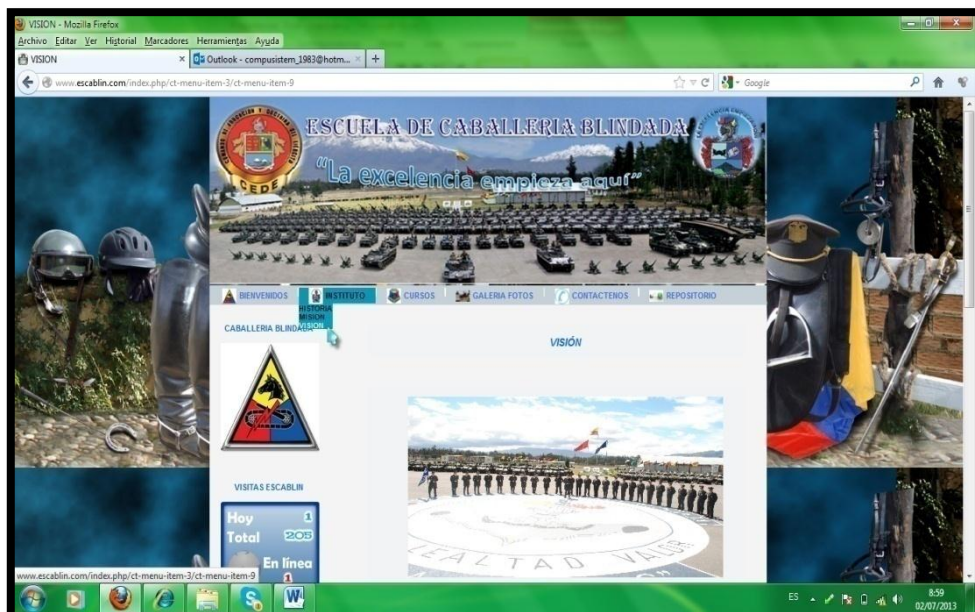 VISION - Mozilla Firefox
Archivo Editar Ver Historial Marcadores Herramientas Ayuda
VISION
Outlook - compusistem_1983@hotm...
www.escablin.com/index.php/ct-menu-item-3/ct-menu-item-9
Google
ESCUELA DE CABALLERIA BLINDADA
"La excelencia empieza aquí"
CEDE
BIENVENIDOS INSTITUTO CURSOS GALERIA FOTOS CONTACTENOS REPOSITORIO
HISTORIA
MISION
VISION
CABALLERIA BLINDADA
VISIÓN
VISITAS ESCABLIN
Hoy 1
Total 205
En línea
1
LEALTAD VALOR
www.escablin.com/index.php/ct-menu-item-3/ct-menu-item-9
ES
8:59
02/07/2013